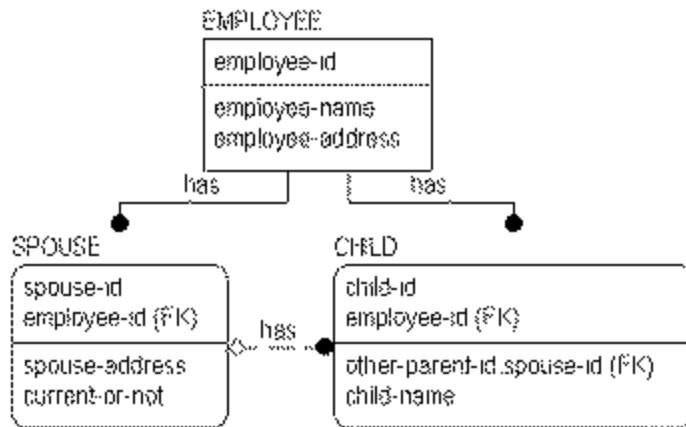 EMPLOYEE
employee-id
employee-name
employee-address
has
has
SPOUSE
spouse-id
employee-id (FK)
spouse-address
current-or-not
has
CHILD
child-id
employee-id (FK)
other-parent-id.spouse-id (FK)
child-name